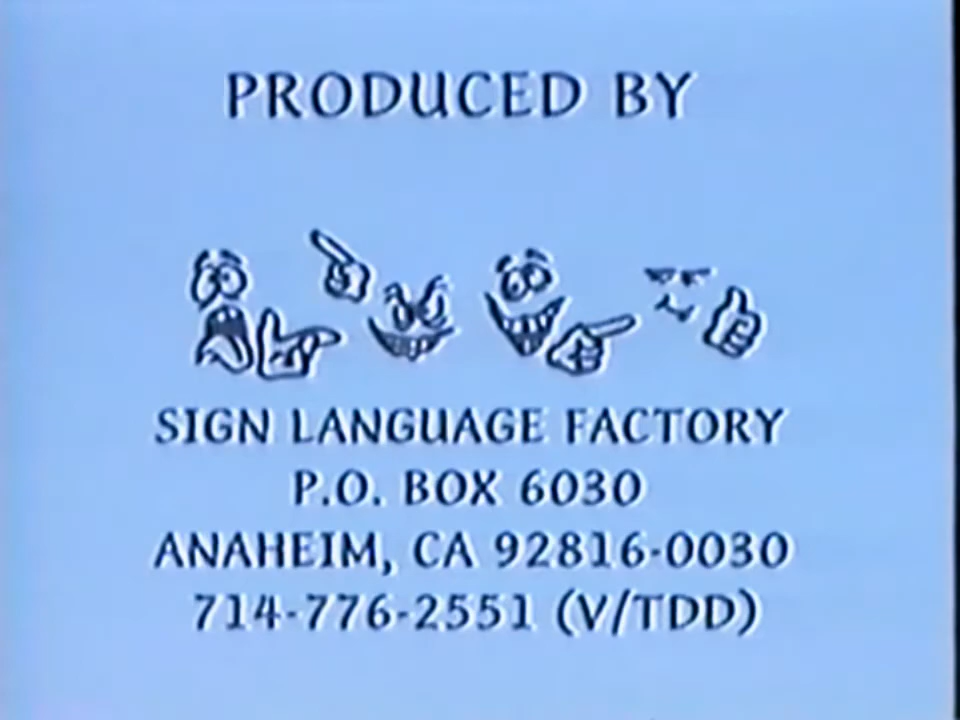 PRODUCED BY
SIGN LANGUAGE FACTORY
P.O. BOX 6030
ANAHEIM, CA 92816-0030
714-776-2551 (V/TDD)